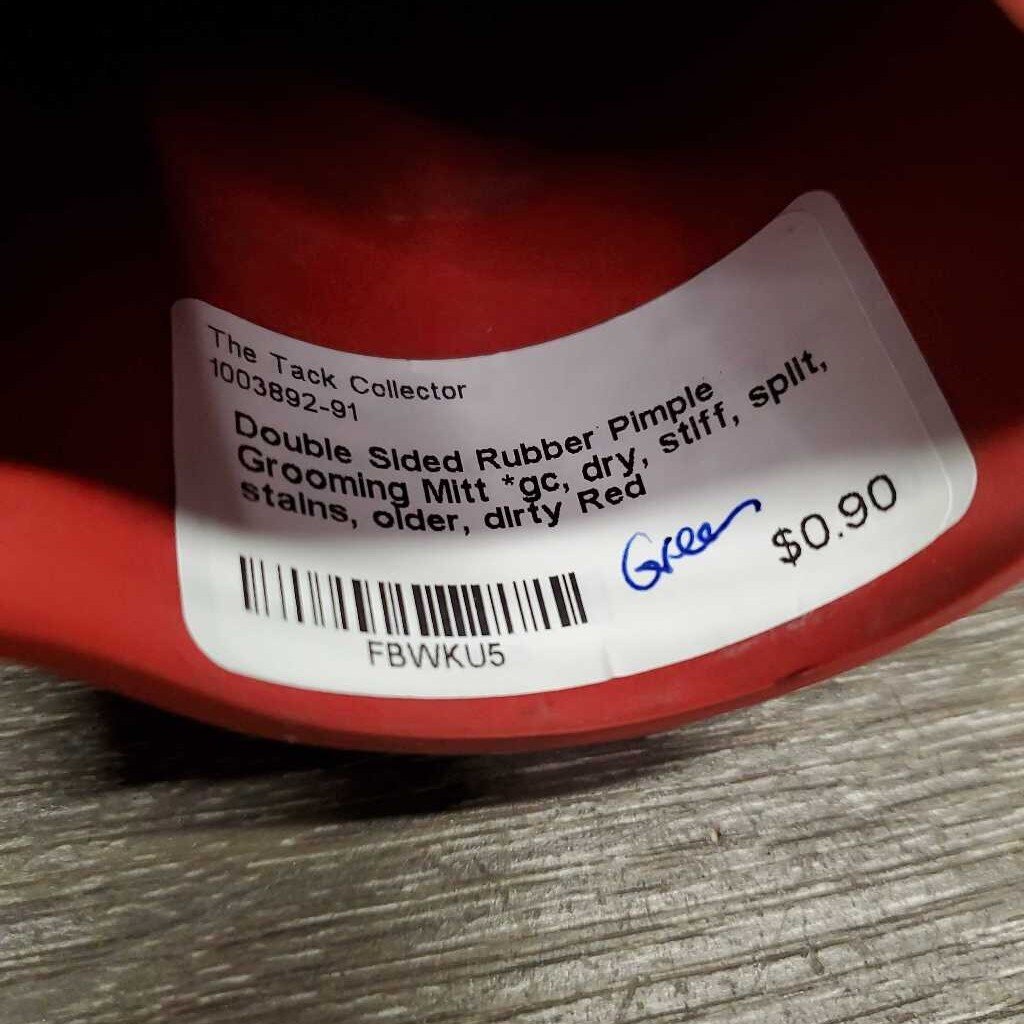 The Tack Collector
1003892-91
Double Sided Rubber Pimple
Grooming Mitt *gc, dry, stiff, split,
stains, older, dirty Red
Green
$0.90
FBWKU5